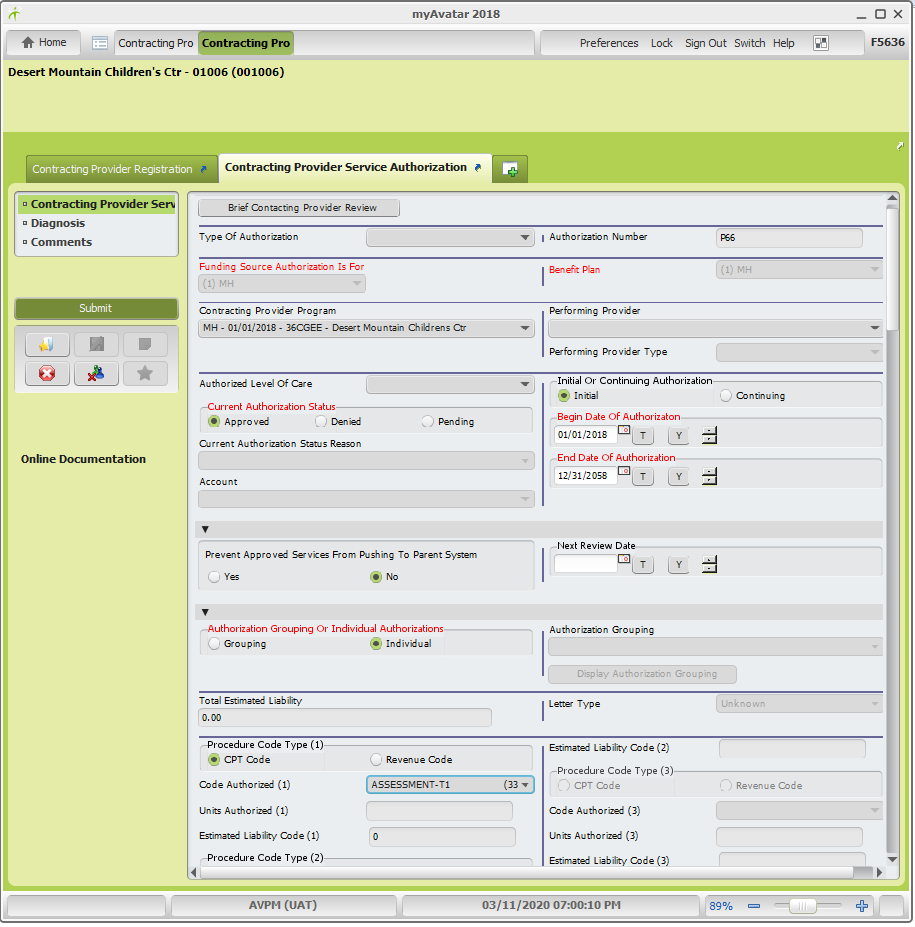 myAvatar 2018
Home
Contracting Pro
Contracting Pro
Preferences Lock Sign Out Switch Help
F5636
Desert Mountain Children's Ctr - 01006 (001006)
Contracting Provider Registration
Contracting Provider Service Authorization
Contracting Provider Serv
Diagnosis
Comments
Submit
Online Documentation
Brief Contacting Provider Review
Type Of Authorization
Authorization Number
P66
Funding Source Authorization Is For
(1) MH
Benefit Plan
(1) MH
Contracting Provider Program
MH - 01/01/2018 - 36CGEE - Desert Mountain Childrens Ctr
Performing Provider
Performing Provider Type
Authorized Level Of Care
Initial Or Continuing Authorization
Initial
Continuing
Current Authorization Status
Approved
Denied
Pending
Begin Date Of Authorizaton
01/01/2018
T
Y
Current Authorization Status Reason
End Date Of Authorization
12/31/2058
T
Y
Account
Prevent Approved Services From Pushing To Parent System
Yes
No
Next Review Date
T
Y
Authorization Grouping Or Individual Authorizations
Grouping
Individual
Authorization Grouping
Display Authorization Grouping
Total Estimated Liability
0.00
Letter Type
Unknown
Procedure Code Type (1)
CPT Code
Revenue Code
Code Authorized (1)
ASSESSMENT-T1 (33
Units Authorized (1)
Estimated Liability Code (1)
0
Procedure Code Type (2)
Estimated Liability Code (2)
Procedure Code Type (3)
CPT Code
Revenue Code
Code Authorized (3)
Units Authorized (3)
Estimated Liability Code (3)
AVPM (UAT)
03/11/2020 07:00:10 PM
89%